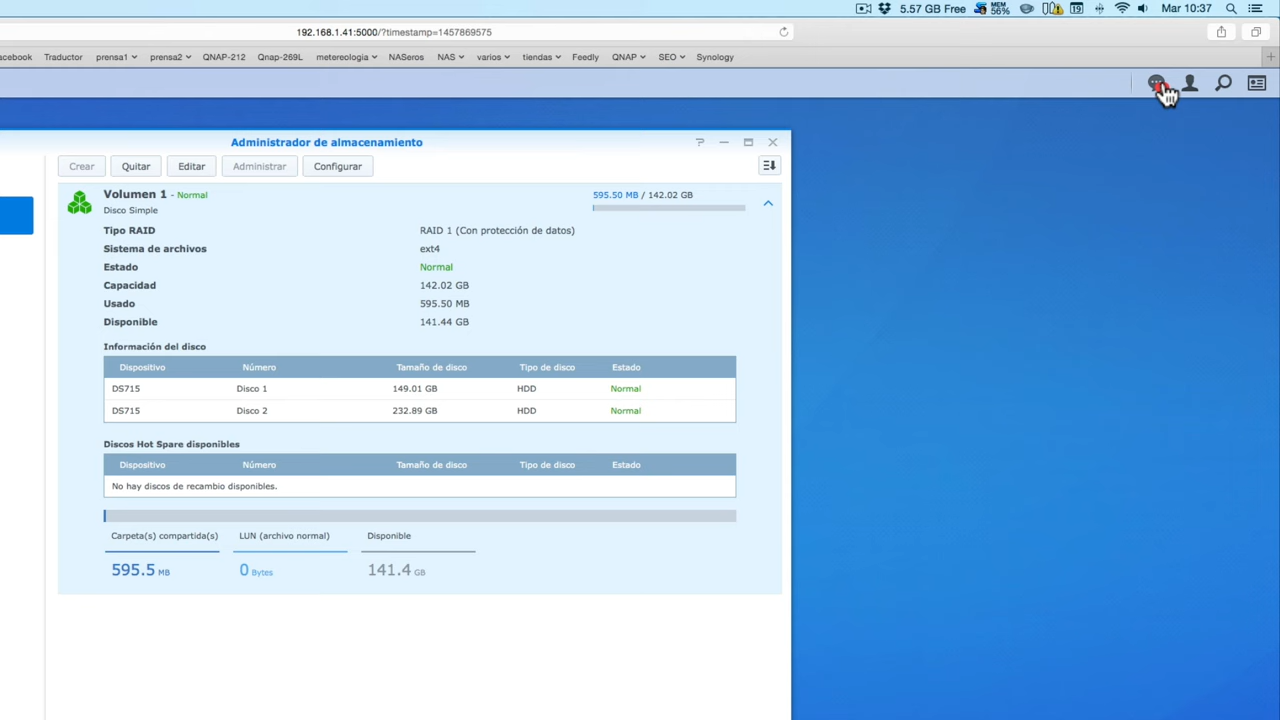 5.57 GB Free MEM 56% 19 Mar 10:37
192.168.1.41:5000/?timestamp=1457869575
acebook Traductor prensa1 prensa2 QNAP-212 Qnap-269L metereologia NASeros NAS varios tiendas Feedly QNAP SEO Synology
Administrador de almacenamiento
Crear Quitar Editar Administrar Configurar
Volumen 1 - Normal 595.50 MB / 142.02 GB
Disco Simple
Tipo RAID RAID 1 (Con protección de datos)
Sistema de archivos ext4
Estado Normal
Capacidad 142.02 GB
Usado 595.50 MB
Disponible 141.44 GB
Información del disco
Dispositivo Número Tamaño de disco Tipo de disco Estado
DS715 Disco 1 149.01 GB HDD Normal
DS715 Disco 2 232.89 GB HDD Normal
Discos Hot Spare disponibles
Dispositivo Número Tamaño de disco Tipo de disco Estado
No hay discos de recambio disponibles.
Carpeta(s) compartida(s) LUN (archivo normal) Disponible
595.5 MB 0 Bytes 141.4 GB